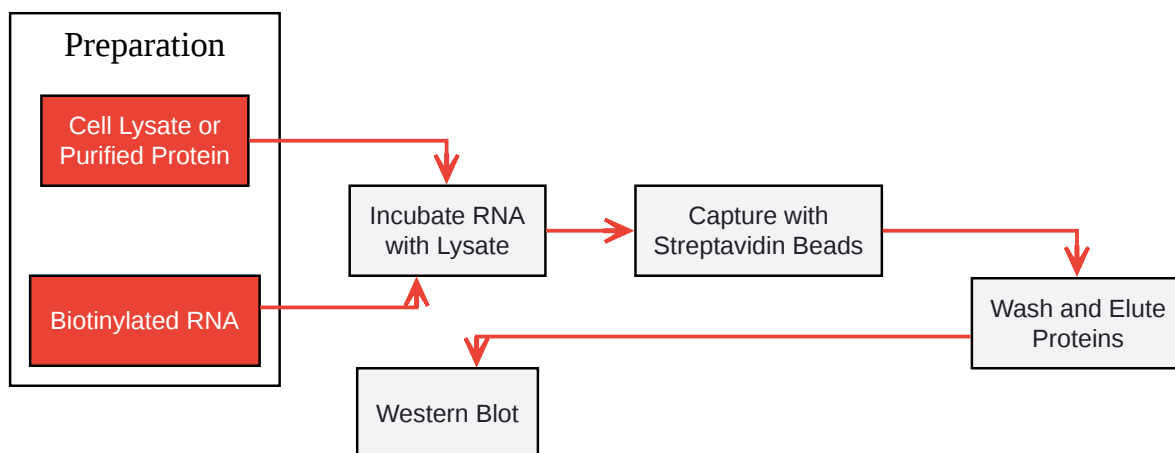 Preparation
Cell Lysate or
Purified Protein
Biotinylated RNA
Incubate RNA
with Lysate
Capture with
Streptavidin Beads
Wash and Elute
Proteins
Western Blot